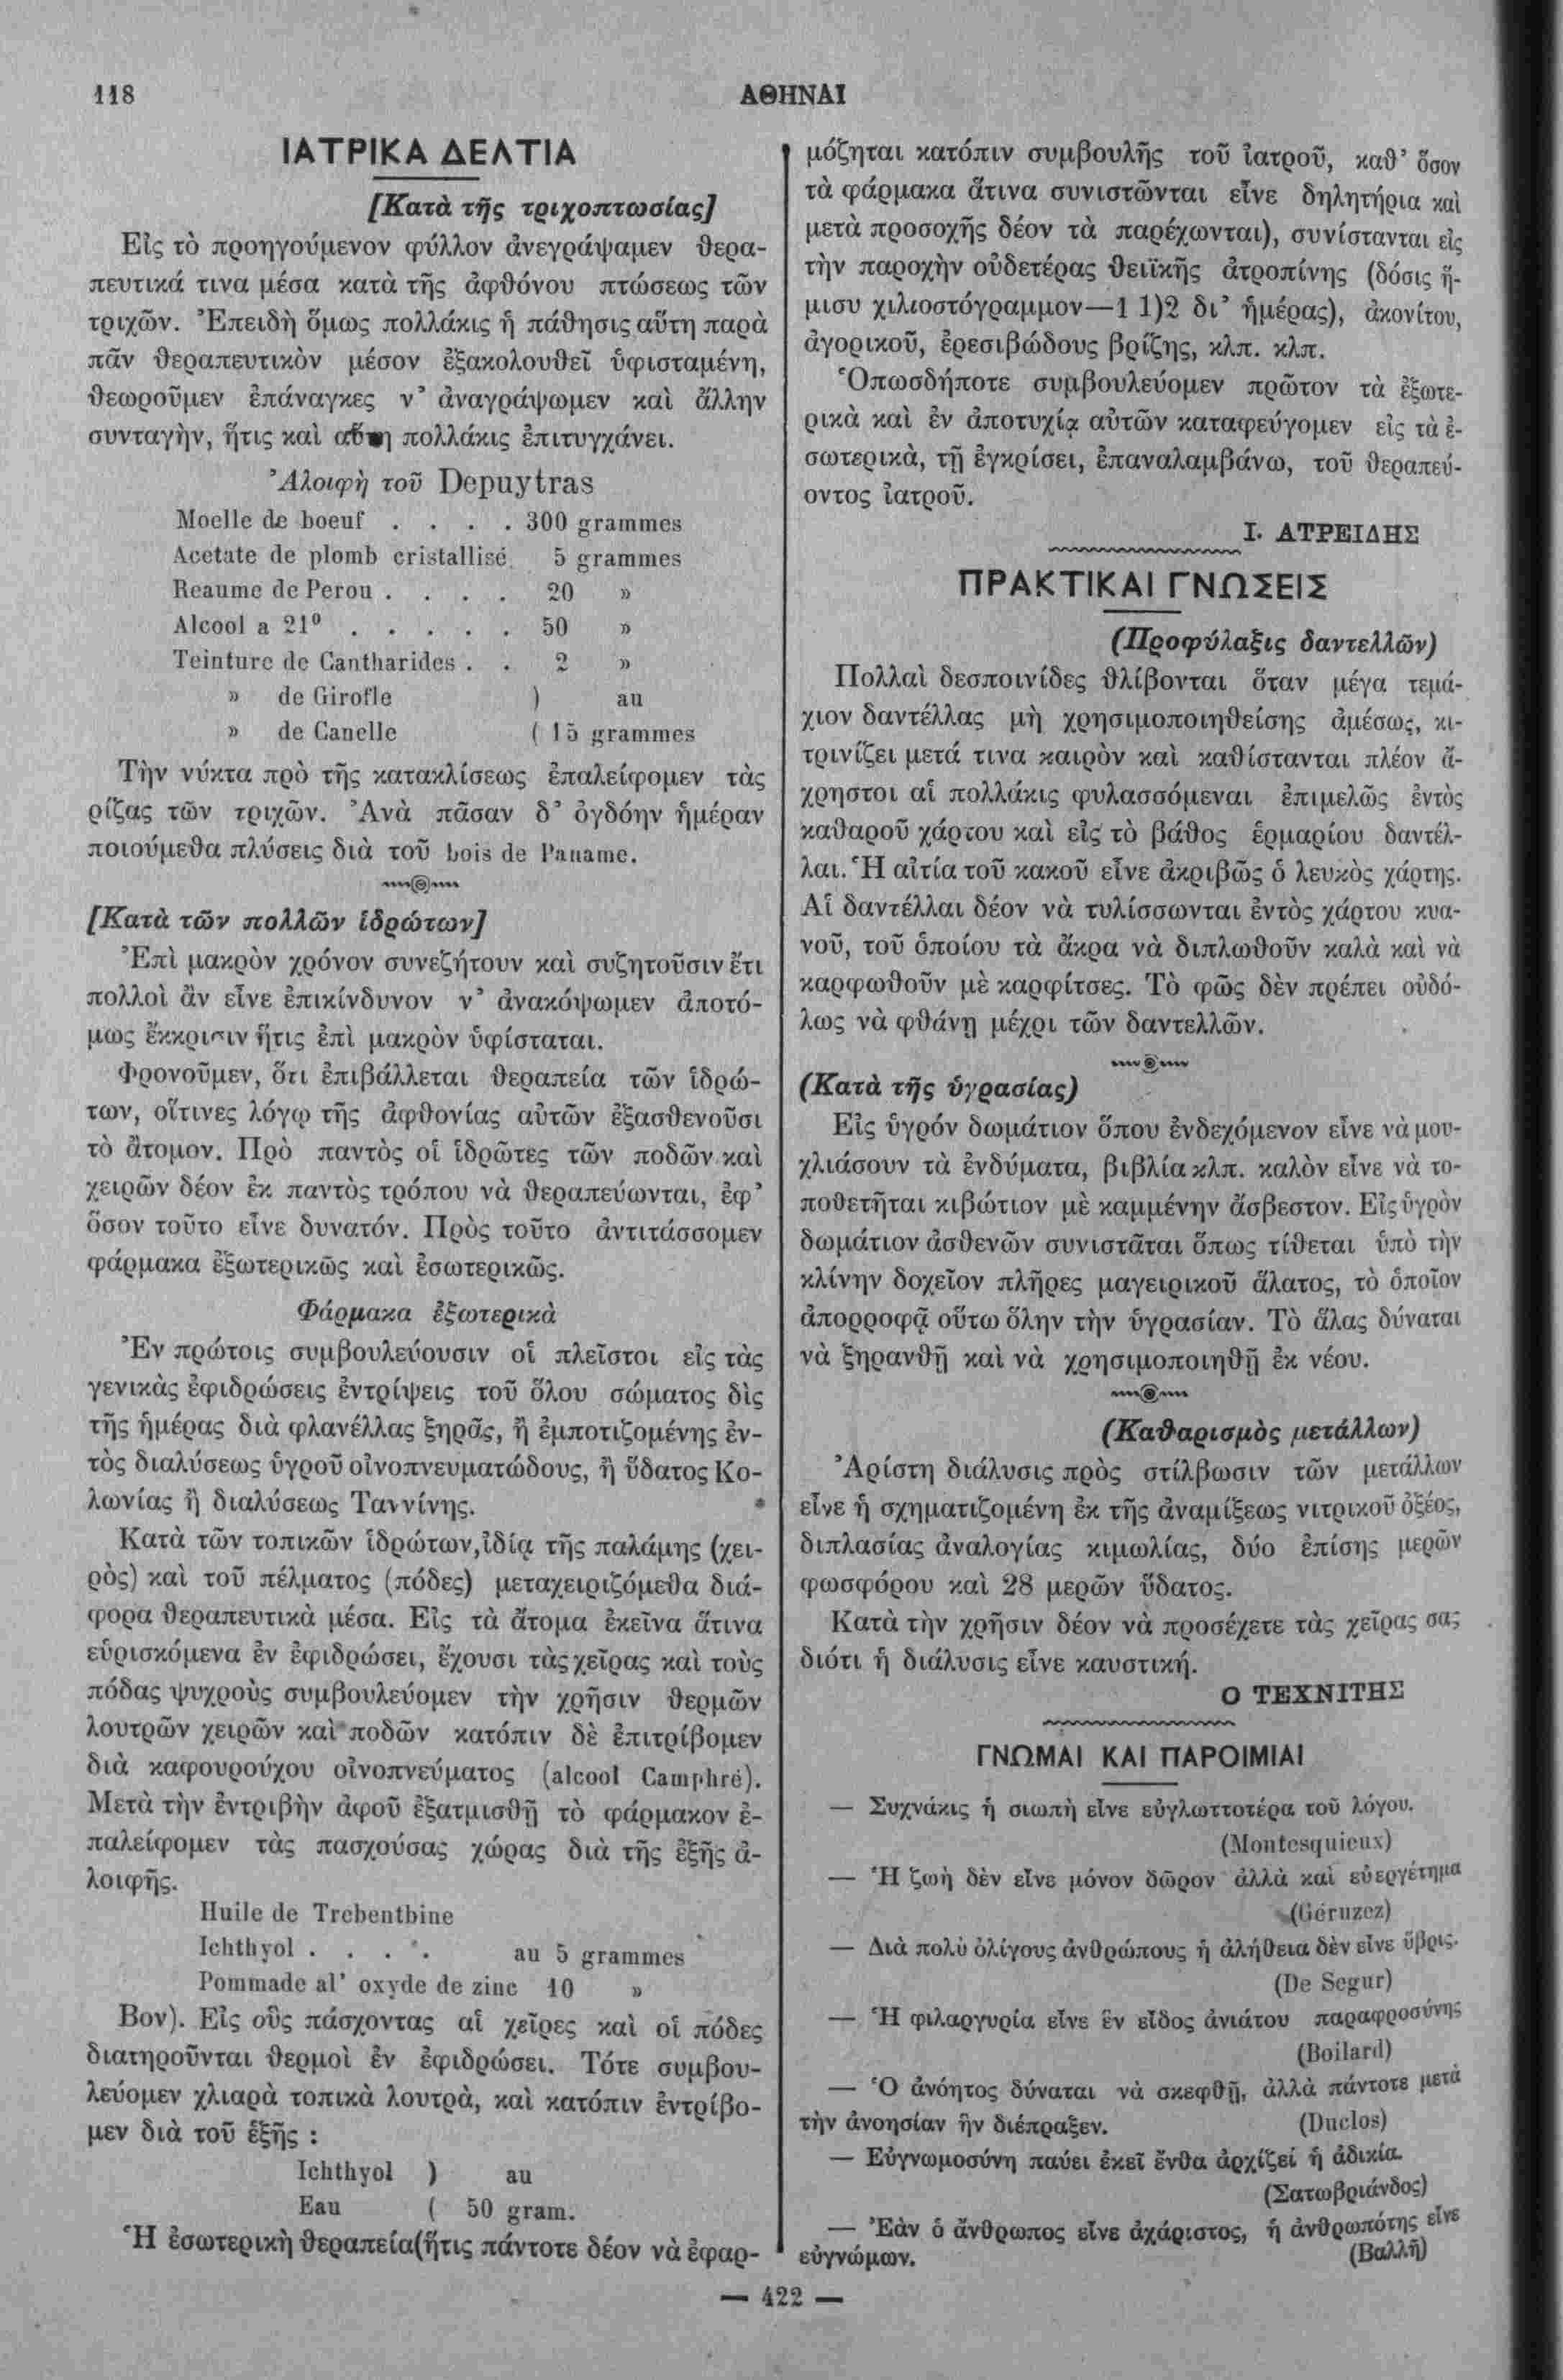 118
ΑΘΗΝΑΙ
ΙΑΤΡΙΚΑ ΔΕΛΤΙΑ
[Κατὰ τῆς τριχοπτωσίας]
Εἰς τὸ προηγούμενον φύλλον ἀνεγράψαμεν θερα-
πευτικά τινα μέσα κατὰ τῆς ἀφθόνου πτώσεως τῶν
τριχῶν. Ἐπειδὴ ὅμως πολλάκις ἡ πάθησις αὕτη παρὰ
πᾶν θεραπευτικὸν μέσον ἐξακολουθεῖ ὑφισταμένη,
θεωροῦμεν ἐπάναγκες ν' ἀναγράψωμεν καὶ ἄλλην
συνταγὴν, ἥτις καὶ πολλάκις ἐπιτυγχάνει.
Ἀλοιφὴ τοῦ Depuytras
Moelle de boeuf . . . . 300 grammes
Acetate de plomb cristallisé 5 grammes
Reaume de Perou . . . . 20 »
Alcool a 21⁰ . . . . . 50 »
Teinture de Cantharides . . 2 »
» de Girofle ) au
» de Canelle ( 15 grammes
Τὴν νύκτα πρὸ τῆς κατακλίσεως ἐπαλείφομεν τὰς
ρίζας τῶν τριχῶν. Ἀνὰ πᾶσαν δ' ὀγδόην ἡμέραν
ποιούμεθα πλύσεις διὰ τοῦ bois de Paname.
[Κατὰ τῶν πολλῶν ἱδρώτων]
Ἐπὶ μακρὸν χρόνον συνεζήτουν καὶ συζητοῦσιν ἔτι
πολλοὶ ἂν εἶνε ἐπικίνδυνον ν' ἀνακόψωμεν ἀποτό-
μως ἔκκρισιν ἥτις ἐπὶ μακρὸν ὑφίσταται.
Φρονοῦμεν, ὅτι ἐπιβάλλεται θεραπεία τῶν ἱδρώ-
των, οἵτινες λόγῳ τῆς ἀφθονίας αὐτῶν ἐξασθενοῦσι
τὸ ἄτομον. Πρὸ παντὸς οἱ ἱδρῶτες τῶν ποδῶν καὶ
χειρῶν δέον ἐκ παντὸς τρόπου νὰ θεραπεύωνται, ἐφ'
ὅσον τοῦτο εἶνε δυνατόν. Πρὸς τοῦτο ἀντιτάσσομεν
φάρμακα ἐξωτερικῶς καὶ ἐσωτερικῶς.
Φάρμακα ἐξωτερικὰ
Ἐν πρώτοις συμβουλεύουσιν οἱ πλεῖστοι εἰς τὰς
γενικὰς ἐφιδρώσεις ἐντρίψεις τοῦ ὅλου σώματος δὶς
τῆς ἡμέρας διὰ φλανέλλας ξηρᾶς, ἢ ἐμποτιζομένης ἐν-
τὸς διαλύσεως ὑγροῦ οἰνοπνευματώδους, ἢ ὕδατος Κο-
λωνίας ἢ διαλύσεως Ταννίνης.
Κατὰ τῶν τοπικῶν ἱδρώτων, ἰδίᾳ τῆς παλάμης (χει-
ρὸς) καὶ τοῦ πέλματος (πόδες) μεταχειριζόμεθα διά-
φορα θεραπευτικὰ μέσα. Εἰς τὰ ἄτομα ἐκεῖνα ἅτινα
εὑρισκόμενα ἐν ἐφιδρώσει, ἔχουσι τὰς χεῖρας καὶ τοὺς
πόδας ψυχροὺς συμβουλεύομεν τὴν χρῆσιν θερμῶν
λουτρῶν χειρῶν καὶ ποδῶν κατόπιν δὲ ἐπιτρίβομεν
διὰ καφουρούχου οἰνοπνεύματος (alcool Camphré).
Μετὰ τὴν ἐντριβὴν ἀφοῦ ἐξατμισθῇ τὸ φάρμακον ἐ-
παλείφομεν τὰς πασχούσας χώρας διὰ τῆς ἐξῆς ἀ-
λοιφῆς.
Huile de Trebentbine
Ichthyol . . . . au 5 grammes
Pommade al' oxyde de zinc 10 »
Βον). Εἰς οὓς πάσχοντας αἱ χεῖρες καὶ οἱ πόδες
διατηροῦνται θερμοὶ ἐν ἐφιδρώσει. Τότε συμβου-
λεύομεν χλιαρὰ τοπικὰ λουτρὰ, καὶ κατόπιν ἐντρίβο-
μεν διὰ τοῦ ἑξῆς :
Ichthyol ) au
Eau ( 50 gram.
Ἡ ἐσωτερικὴ θεραπεία (ἥτις πάντοτε δέον νὰ ἐφαρ-
μόζηται κατόπιν συμβουλῆς τοῦ ἰατροῦ, καθ' ὅσον
τὰ φάρμακα ἅτινα συνιστῶνται εἶνε δηλητήρια καὶ
μετὰ προσοχῆς δέον τὰ παρέχωνται), συνίστανται εἰς
τὴν παροχὴν οὐδετέρας θειϊκῆς ἀτροπίνης (δόσις ἥ-
μισυ χιλιοστόγραμμον—1 1)2 δι' ἡμέρας), ἀκονίτου,
ἀγορικοῦ, ἐρεσιβώδους βρίζης, κλπ. κλπ.
Ὁπωσδήποτε συμβουλεύομεν πρῶτον τὰ ἐξωτε-
ρικὰ καὶ ἐν ἀποτυχίᾳ αὐτῶν καταφεύγομεν εἰς τὰ ἐ-
σωτερικὰ, τῇ ἐγκρίσει, ἐπαναλαμβάνω, τοῦ θεραπεύ-
οντος ἰατροῦ.
Ι. ΑΤΡΕΙΔΗΣ
ΠΡΑΚΤΙΚΑΙ ΓΝΩΣΕΙΣ
(Προφύλαξις δαντελλῶν)
Πολλαὶ δεσποινίδες θλίβονται ὅταν μέγα τεμά-
χιον δαντέλλας μὴ χρησιμοποιηθείσης ἀμέσως, κι-
τρινίζει μετά τινα καιρὸν καὶ καθίστανται πλέον ἄ-
χρηστοι αἱ πολλάκις φυλασσόμεναι ἐπιμελῶς ἐντὸς
καθαροῦ χάρτου καὶ εἰς τὸ βάθος ἑρμαρίου δαντέλ-
λαι. Ἡ αἰτία τοῦ κακοῦ εἶνε ἀκριβῶς ὁ λευκὸς χάρτης.
Αἱ δαντέλλαι δέον νὰ τυλίσσωνται ἐντὸς χάρτου κυα-
νοῦ, τοῦ ὁποίου τὰ ἄκρα νὰ διπλωθοῦν καλὰ καὶ νὰ
καρφωθοῦν μὲ καρφίτσες. Τὸ φῶς δὲν πρέπει οὐδό-
λως νὰ φθάνῃ μέχρι τῶν δαντελλῶν.
(Κατὰ τῆς ὑγρασίας)
Εἰς ὑγρόν δωμάτιον ὅπου ἐνδεχόμενον εἶνε νὰ μου-
χλιάσουν τὰ ἐνδύματα, βιβλία κλπ. καλὸν εἶνε νὰ το-
ποθετῆται κιβώτιον μὲ καμμένην ἄσβεστον. Εἰς ὑγρὸν
δωμάτιον ἀσθενῶν συνιστᾶται ὅπως τίθεται ὑπὸ τὴν
κλίνην δοχεῖον πλῆρες μαγειρικοῦ ἅλατος, τὸ ὁποῖον
ἀπορροφᾷ οὕτω ὅλην τὴν ὑγρασίαν. Τὸ ἅλας δύναται
νὰ ξηρανθῇ καὶ νὰ χρησιμοποιηθῇ ἐκ νέου.
(Καθαρισμὸς μετάλλων)
Ἀρίστη διάλυσις πρὸς στίλβωσιν τῶν μετάλλων
εἶνε ἡ σχηματιζομένη ἐκ τῆς ἀναμίξεως νιτρικοῦ ὀξέος,
διπλασίας ἀναλογίας κιμωλίας, δύο ἐπίσης μερῶν
φωσφόρου καὶ 28 μερῶν ὕδατος.
Κατὰ τὴν χρῆσιν δέον νὰ προσέχετε τὰς χεῖρας σας
διότι ἡ διάλυσις εἶνε καυστική.
Ο ΤΕΧΝΙΤΗΣ
ΓΝΩΜΑΙ ΚΑΙ ΠΑΡΟΙΜΙΑΙ
— Συχνάκις ἡ σιωπὴ εἶνε εὐγλωττοτέρα τοῦ λόγου.
(Montesquieux)
— Ἡ ζωὴ δὲν εἶνε μόνον δῶρον ἀλλὰ καὶ εὐεργέτημα
(Géruzez)
— Διὰ πολὺ ὀλίγους ἀνθρώπους ἡ ἀλήθεια δὲν εἶνε ὕβρις.
(De Segur)
— Ἡ φιλαργυρία εἶνε ἓν εἶδος ἀνιάτου παραφροσύνης
(Boilard)
— Ὁ ἀνόητος δύναται νὰ σκεφθῇ, ἀλλὰ πάντοτε μετὰ
τὴν ἀνοησίαν ἣν διέπραξεν. (Duclos)
— Εὐγνωμοσύνη παύει ἐκεῖ ἔνθα ἀρχίζει ἡ ἀδικία.
(Σατωβριάνδος)
— Ἐὰν ὁ ἄνθρωπος εἶνε ἀχάριστος, ἡ ἀνθρωπότης εἶνε
εὐγνώμων. (Βαλλῆ)
— 422 —